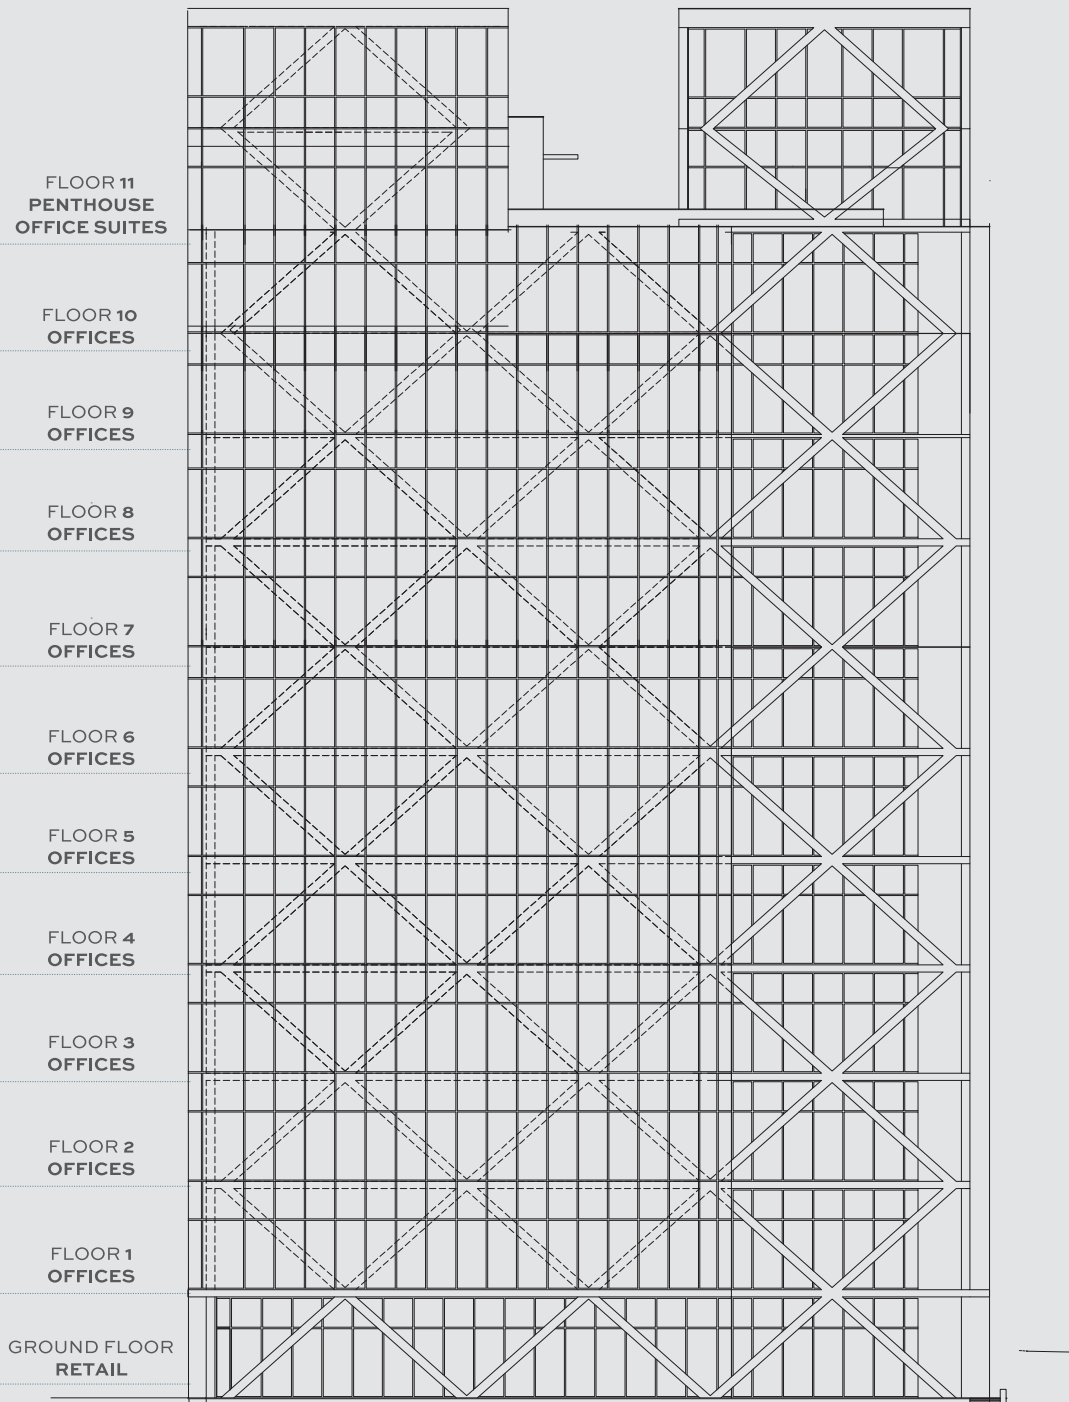 FLOOR 11
PENTHOUSE
OFFICE SUITES
FLOOR 10
OFFICES
FLOOR 9
OFFICES
FLOOR 8
OFFICES
FLOOR 7
OFFICES
FLOOR 6
OFFICES
FLOOR 5
OFFICES
FLOOR 4
OFFICES
FLOOR 3
OFFICES
FLOOR 2
OFFICES
FLOOR 1
OFFICES
GROUND FLOOR
RETAIL